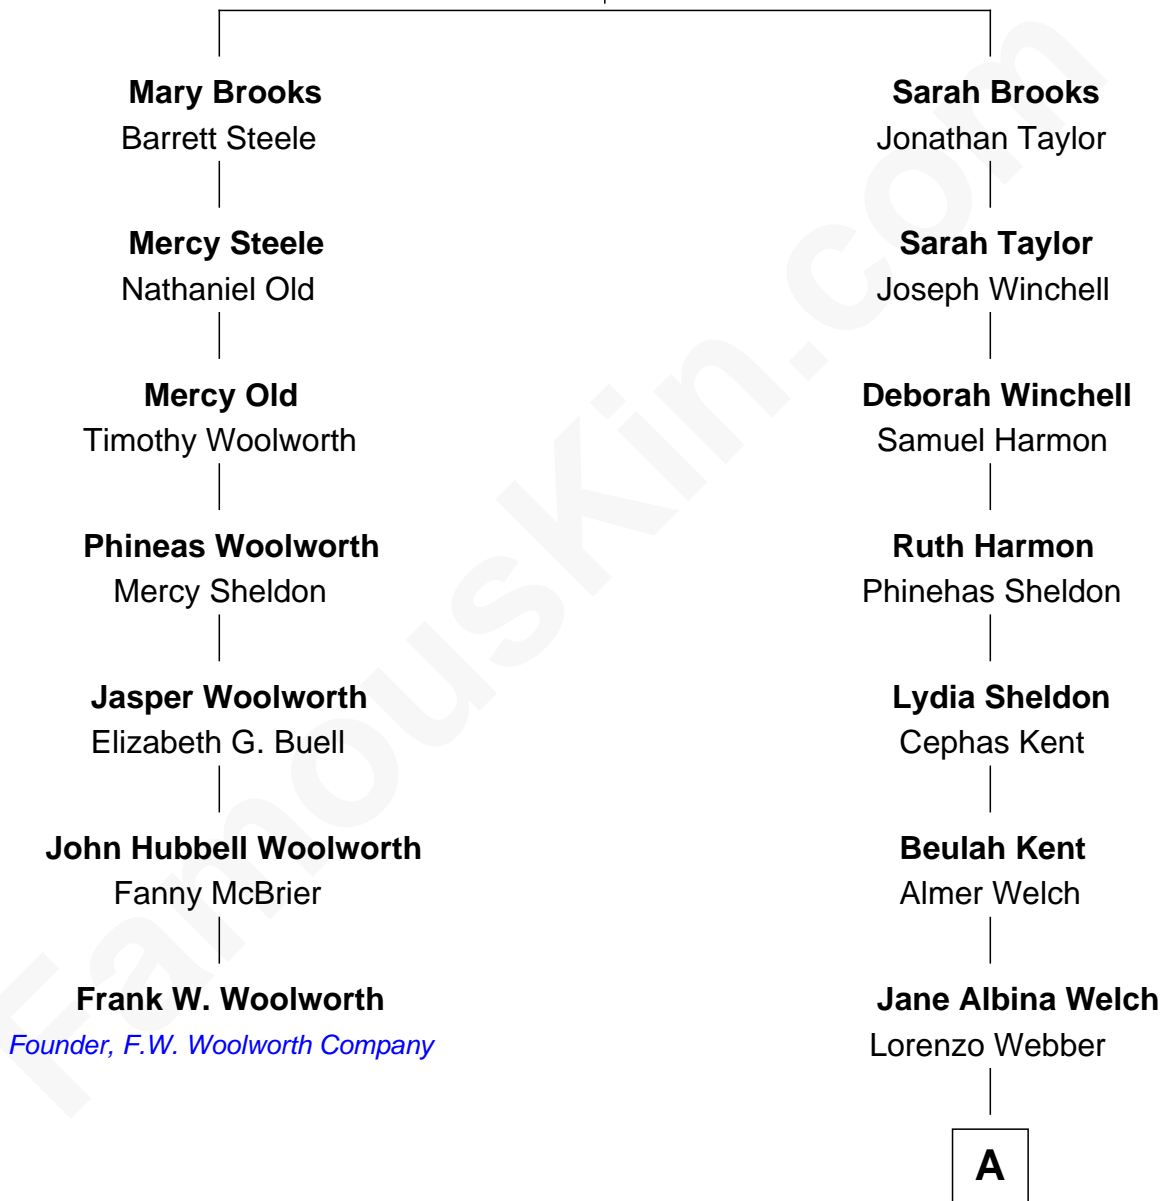 Mary Brooks
Barrett Steele
Sarah Brooks
Jonathan Taylor
Mercy Steele
Nathaniel Old
Sarah Taylor
Joseph Winchell
Mercy Old
Timothy Woolworth
Deborah Winchell
Samuel Harmon
Phineas Woolworth
Mercy Sheldon
Ruth Harmon
Phinehas Sheldon
Jasper Woolworth
Elizabeth G. Buell
Lydia Sheldon
Cephas Kent
John Hubbell Woolworth
Fanny McBrier
Beulah Kent
Almer Welch
Frank W. Woolworth
Founder, F.W. Woolworth Company
Jane Albina Welch
Lorenzo Webber
A
FamousKin.com